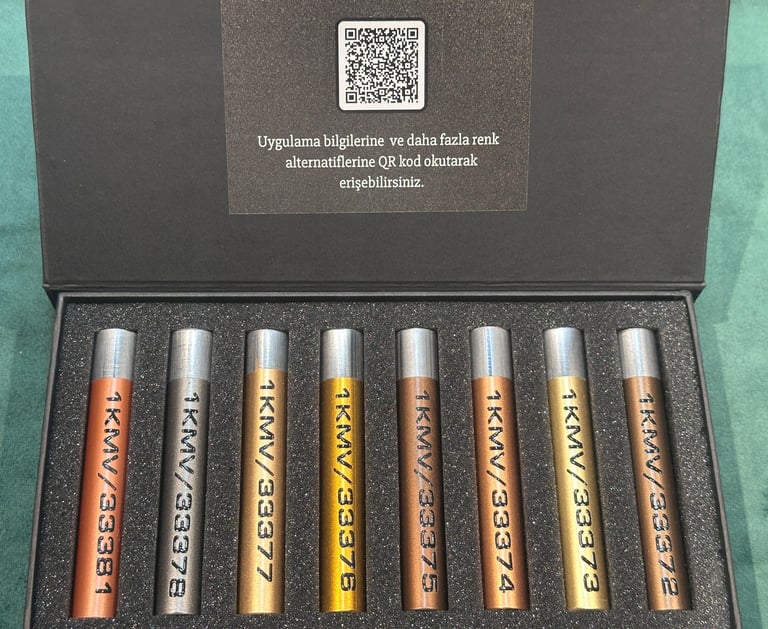 Uygulama bilgilerine ve daha fazla renk
alternatiflerine QR kod okutarak
erişebilirsiniz.
1KMV/33381
1KMV/33378
1KMV/33377
1KMV/33376
1KMV/33375
1KMV/33374
1KMV/33373
1KMV/33372